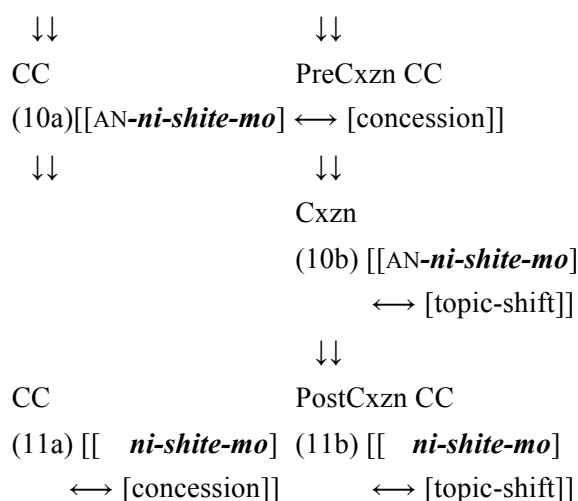 ↓↓ ↓↓
CC PreCxzn CC
(10a)[[AN-ni-shite-mo] ⟷ [concession]]
↓↓ ↓↓
Cxzn
(10b) [[AN-ni-shite-mo]
⟷ [topic-shift]]
↓↓
CC PostCxzn CC
(11a) [[ ni-shite-mo] (11b) [[ ni-shite-mo]
⟷ [concession]] ⟷ [topic-shift]]